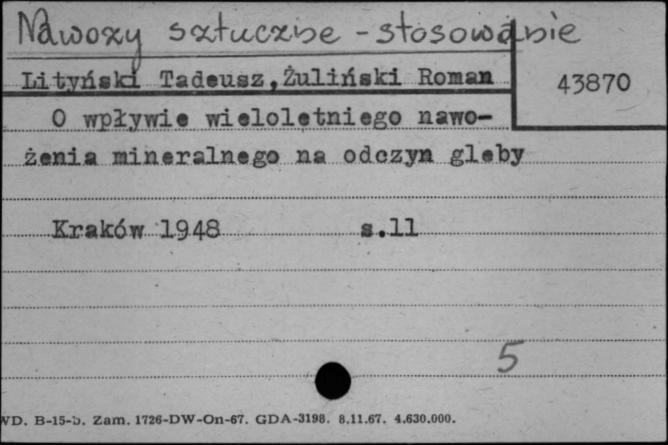 Nawozy sztuczne - stosowanie
Lityński Tadeusz,Żuliński Roman
43870
O wpływie wieloletniego nawo-
żenia mineralnego na odczyn gleby
Kraków 1948 s.11
5
WD. B-15-b. Zam. 1726-DW-On-67. GDA-3198. 8.11.67. 4.630.000.